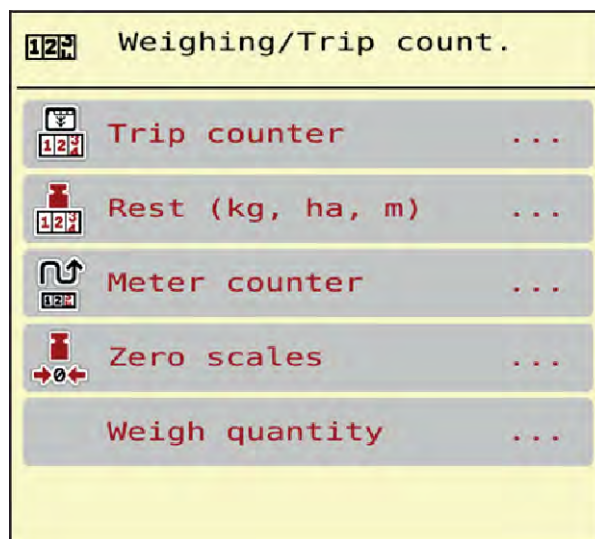 Weighing/Trip count.
Trip counter ...
Rest (kg, ha, m) ...
Meter counter ...
Zero scales ...
Weigh quantity ...